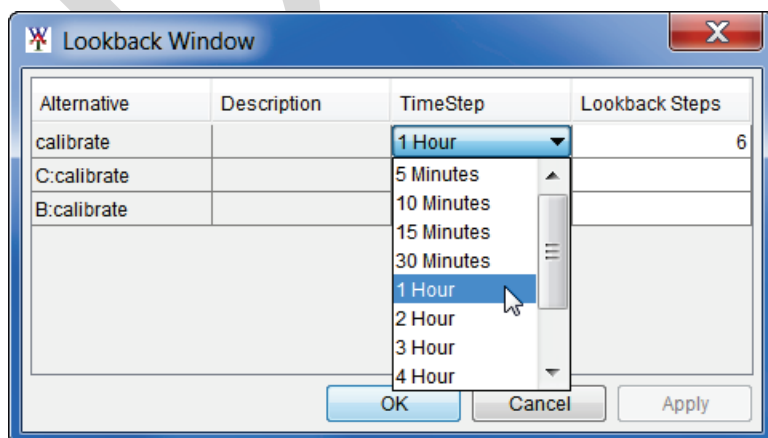 Lookback Window
Alternative Description TimeStep Lookback Steps
calibrate 1 Hour 6
C:calibrate 5 Minutes
B:calibrate 10 Minutes
15 Minutes
30 Minutes
1 Hour
2 Hour
3 Hour
4 Hour
OK Cancel Apply